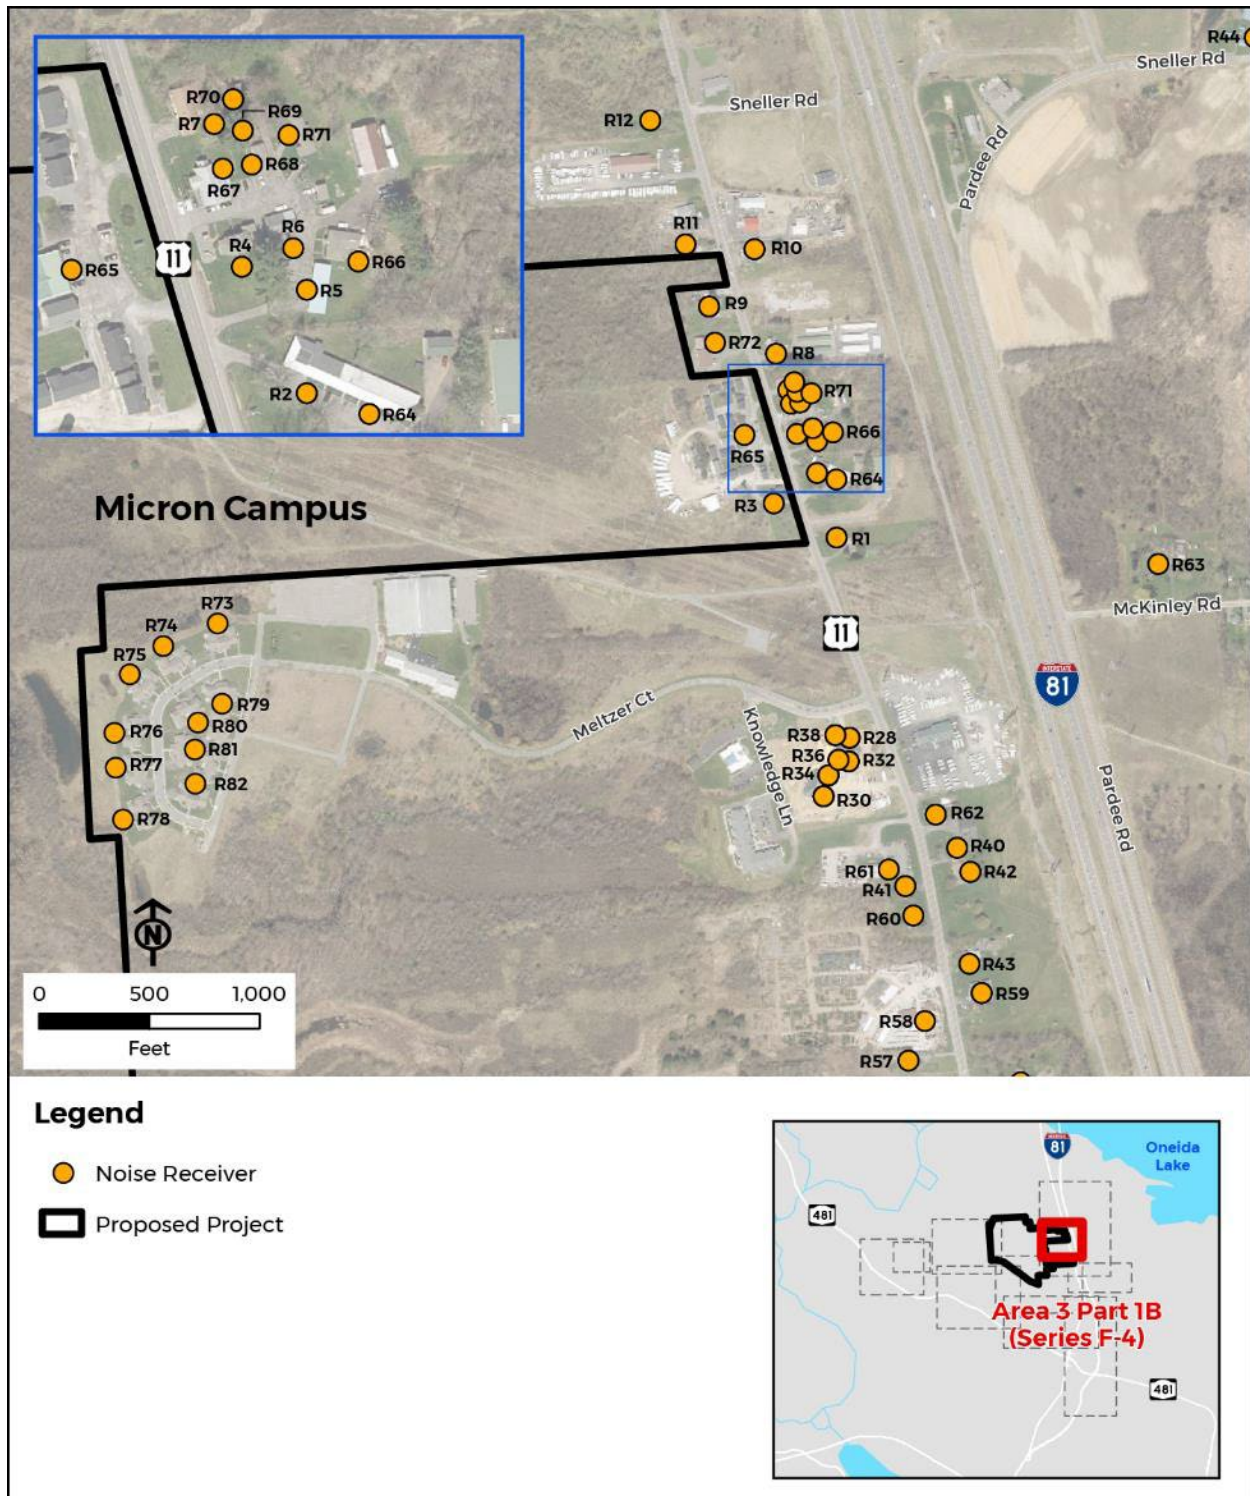 R44
Sneller Rd
Sneller Rd
R12
Pardee Rd
R70
R69
R7
R71
R68
R67
R6
R4
11
R66
R65
R5
R2
R64
R11
R10
R9
R72
R8
R71
R66
R65
R64
R3
R1
Micron Campus
R63
McKinley Rd
11
INTERSTATE
81
R73
R74
R75
R79
R80
R76
R81
R77
R82
R78
Meltzer Ct
Knowledge Ln
R38
R28
R36
R32
R34
R30
Pardee Rd
R62
R40
R61
R42
R41
R60
R43
R59
R58
R57
N
0 500 1,000
Feet
Legend
Noise Receiver
Proposed Project
81
Oneida
Lake
481
Area 3 Part 1B
(Series F-4)
481